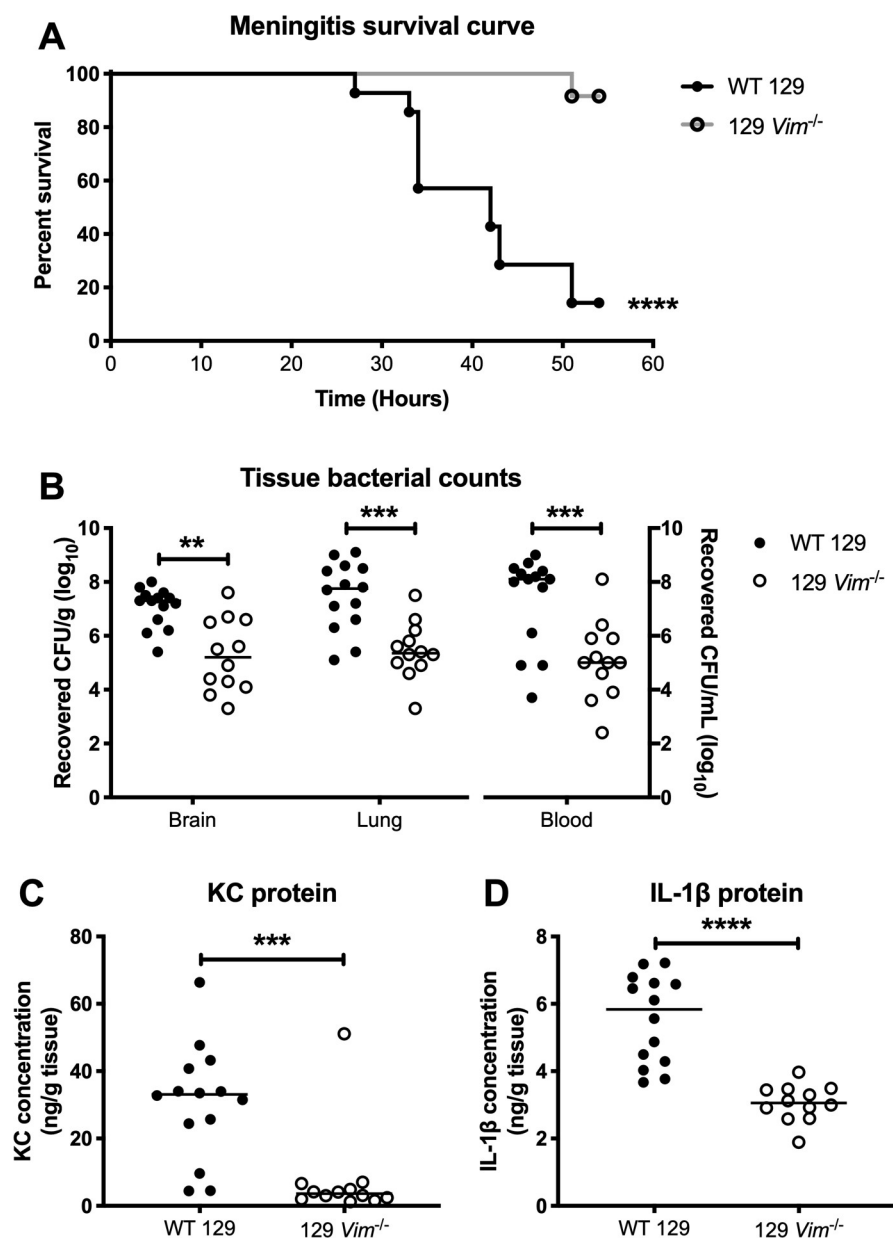 A
Meningitis survival curve
Percent survival
100
80
60
40
20
0
0 10 20 30 40 50 60
Time (Hours)
WT 129
129 Vim-/-
****
B
Tissue bacterial counts
Recovered CFU/g (log10)
10
8
6
4
2
0
**
***
***
Brain Lung Blood
10
8
6
4
2
0
Recovered CFU/mL (log10)
WT 129
129 Vim-/-
C
KC protein
KC concentration
(ng/g tissue)
80
60
40
20
0
***
WT 129 129 Vim-/-
D
IL-1β protein
IL-1β concentration
(ng/g tissue)
8
6
4
2
0
****
WT 129 129 Vim-/-